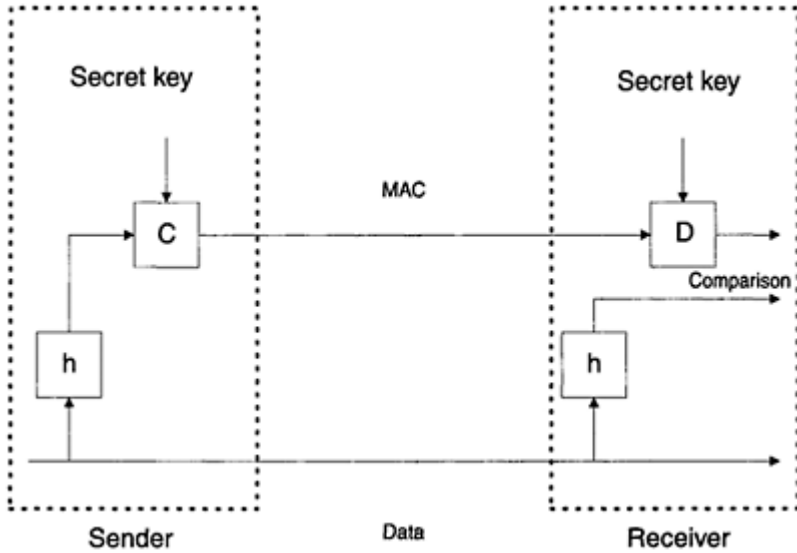 Secret key
Secret key
MAC
C
D
Comparison
h
h
Sender
Data
Receiver